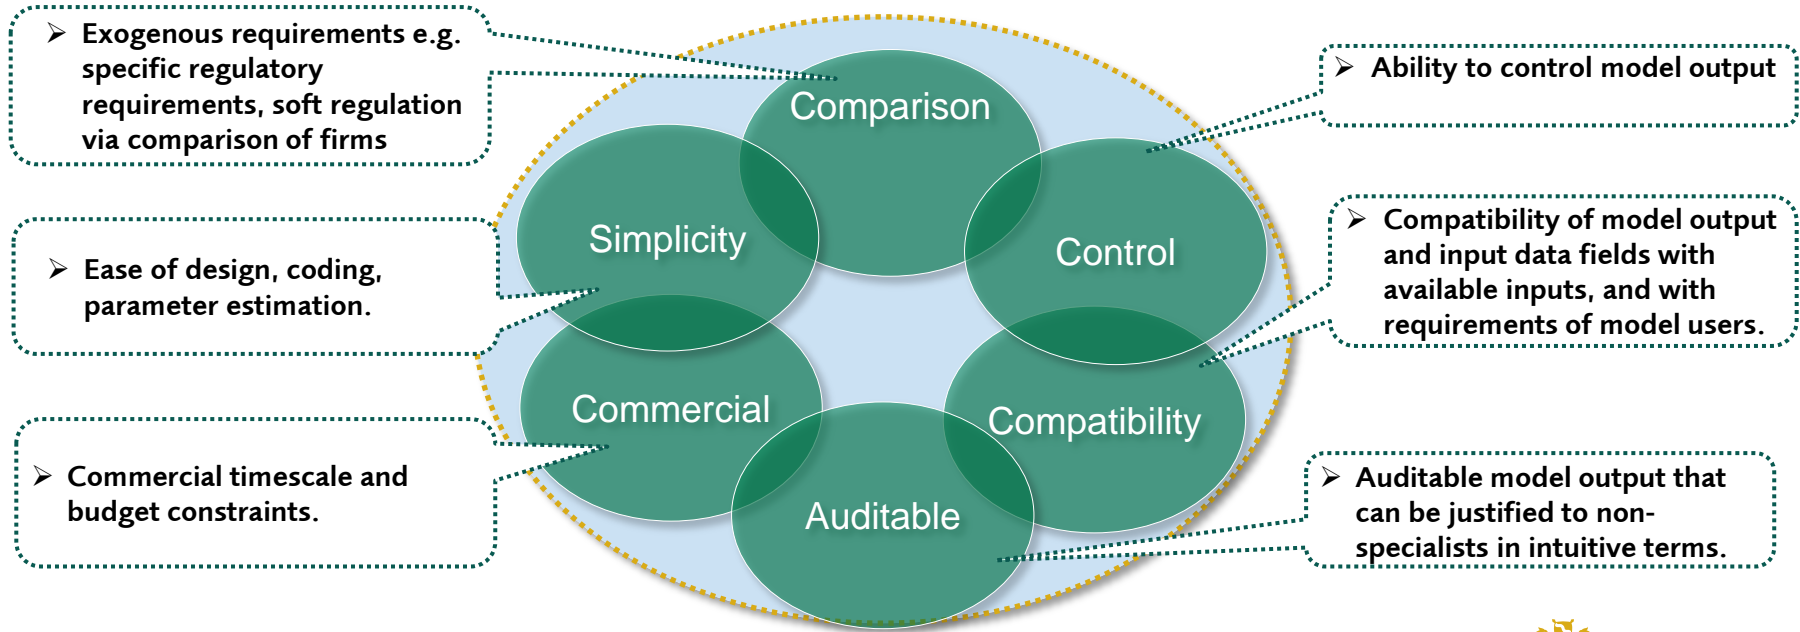 ➢ Exogenous requirements e.g.
specific regulatory
requirements, soft regulation
via comparison of firms
➢ Ease of design, coding,
parameter estimation.
➢ Commercial timescale and
budget constraints.
Comparison
Simplicity
Control
Commercial
Compatibility
Auditable
➢ Ability to control model output
➢ Compatibility of model output
and input data fields with
available inputs, and with
requirements of model users.
➢ Auditable model output that
can be justified to non-
specialists in intuitive terms.